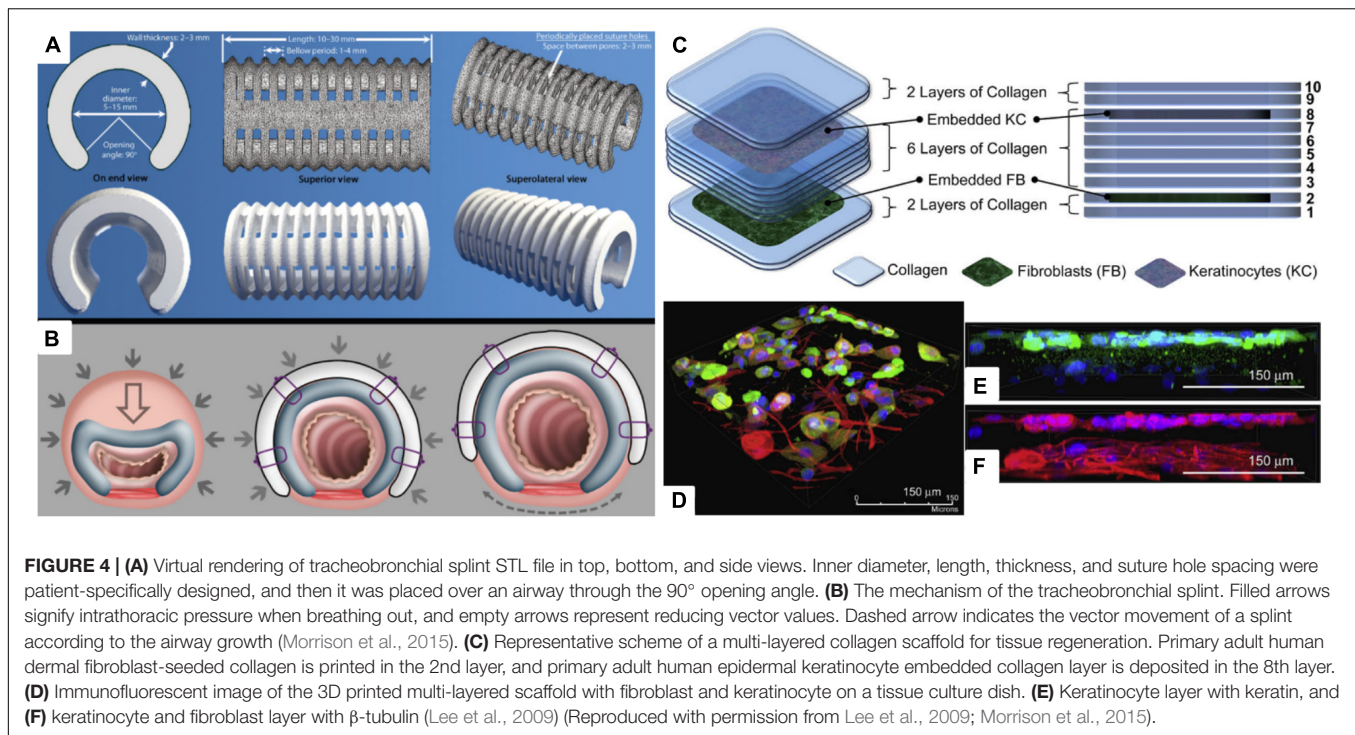 A
Wall thickness: 2–3 mm
Inner
diameter:
5–15 mm
Opening
angle: 90°
On end view
Length: 10–30 mm
Bellow period: 1-4 mm
Superior view
Periodically placed suture holes
Space between pores: 2–3 mm
Superolateral view
B
C
2 Layers of Collagen
Embedded KC
6 Layers of Collagen
Embedded FB
2 Layers of Collagen
10
9
8
7
6
5
4
3
2
1
Collagen
Fibroblasts (FB)
Keratinocytes (KC)
D
150 µm
150
Microns
E
150 µm
F
150 µm
FIGURE 4 | (A) Virtual rendering of tracheobronchial splint STL file in top, bottom, and side views. Inner diameter, length, thickness, and suture hole spacing were
patient-specifically designed, and then it was placed over an airway through the 90° opening angle. (B) The mechanism of the tracheobronchial splint. Filled arrows
signify intrathoracic pressure when breathing out, and empty arrows represent reducing vector values. Dashed arrow indicates the vector movement of a splint
according to the airway growth (Morrison et al., 2015). (C) Representative scheme of a multi-layered collagen scaffold for tissue regeneration. Primary adult human
dermal fibroblast-seeded collagen is printed in the 2nd layer, and primary adult human epidermal keratinocyte embedded collagen layer is deposited in the 8th layer.
(D) Immunofluorescent image of the 3D printed multi-layered scaffold with fibroblast and keratinocyte on a tissue culture dish. (E) Keratinocyte layer with keratin, and
(F) keratinocyte and fibroblast layer with β-tubulin (Lee et al., 2009) (Reproduced with permission from Lee et al., 2009; Morrison et al., 2015).